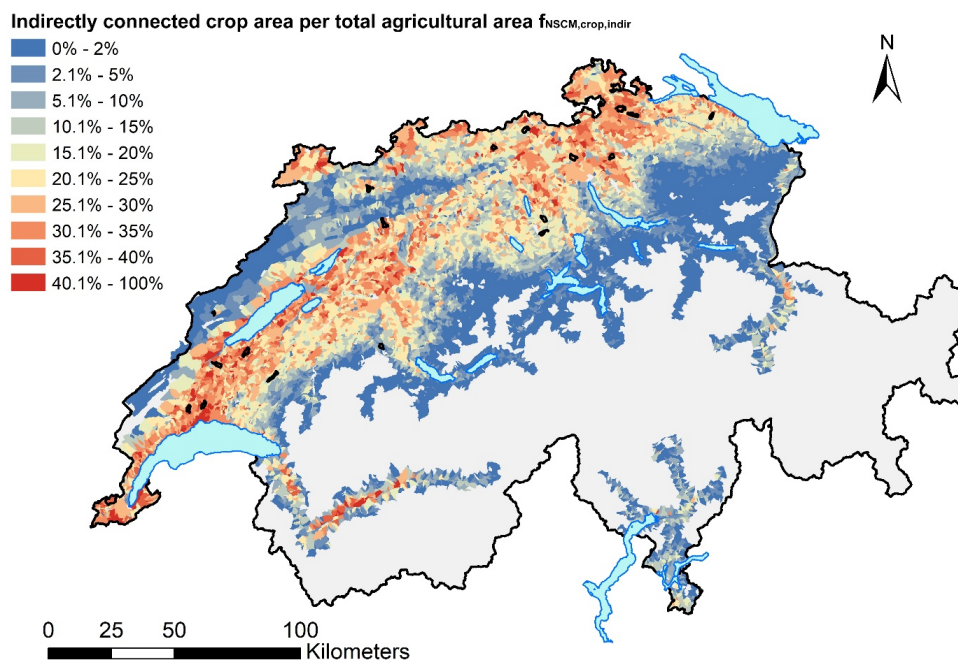 Indirectly connected crop area per total agricultural area fNSCM,crop,indir
0% - 2%
2.1% - 5%
5.1% - 10%
10.1% - 15%
15.1% - 20%
20.1% - 25%
25.1% - 30%
30.1% - 35%
35.1% - 40%
40.1% - 100%
N
0 25 50 100
Kilometers